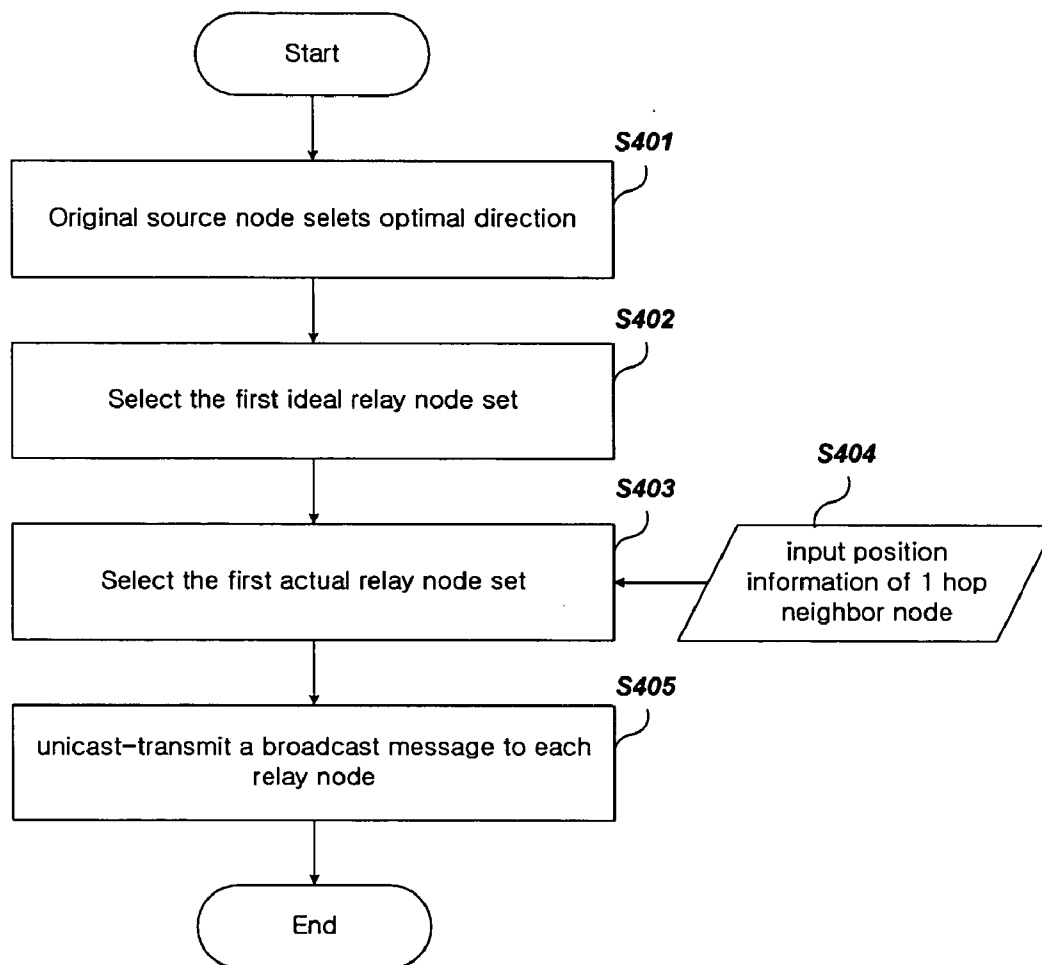 Start
S401
Original source node selets optimal direction
S402
Select the first ideal relay node set
S403
Select the first actual relay node set
S404
input position
information of 1 hop
neighbor node
S405
unicast-transmit a broadcast message to each
relay node
End